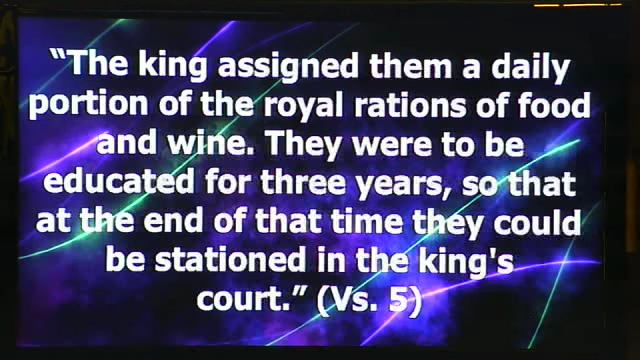 “The king assigned them a daily
portion of the royal rations of food
and wine. They were to be
educated for three years, so that
at the end of that time they could
be stationed in the king's
court.” (Vs. 5)